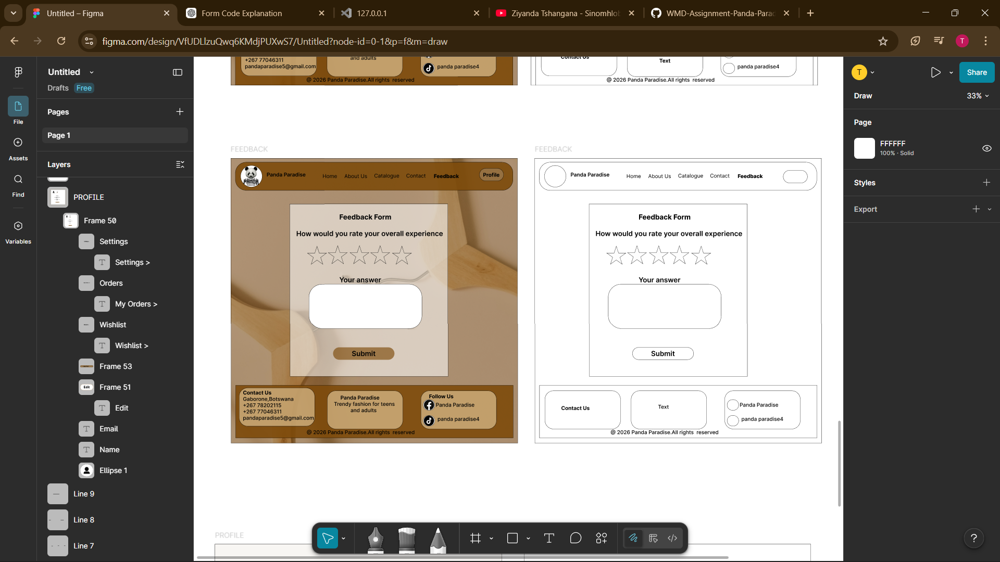 Untitled – Figma
Form Code Explanation
127.0.0.1
Ziyanda Tshangana - Sinomhlo
WMD-Assignment-Panda-Parad
figma.com/design/VfUDLlzuQwq6KMdjPUXwS7/Untitled?node-id=0-1&p=f&m=draw
T
Untitled
Drafts
Free
File
Assets
Find
Variables
Pages
Page 1
Layers
PROFILE
Frame 50
Settings
T
Settings >
Orders
T
My Orders >
Wishlist
T
Wishlist >
Frame 53
Edit
Frame 51
T
Edit
T
Email
T
Name
Ellipse 1
Line 9
Line 8
Line 7
+267 77046311
pandaparadise5@gmail.com
and adults
panda paradise4
@ 2026 Panda Paradise.All rights reserved
Contact Us
Text
panda paradise4
@ 2026 Panda Paradise.All rights reserved
FEEDBACK
PANDA
PARADISE
Panda Paradise
Home
About Us
Catalogue
Contact
Feedback
Profile
Feedback Form
How would you rate your overall experience
Your answer
Submit
Contact Us
Gaborone,Botswana
+267 78202115
+267 77046311
pandaparadise5@gmail.com
Panda Paradise
Trendy fashion for teens
and adults
Follow Us
Panda Paradise
panda paradise4
@ 2026 Panda Paradise.All rights reserved
FEEDBACK
Panda Paradise
Home
About Us
Catalogue
Contact
Feedback
Feedback Form
How would you rate your overall experience
Your answer
Submit
Contact Us
Text
Panda Paradise
panda paradise4
@ 2026 Panda Paradise.All rights reserved
PROFILE
T
Share
Draw
33%
Page
FFFFFF
100% · Solid
Styles
Export
T
?